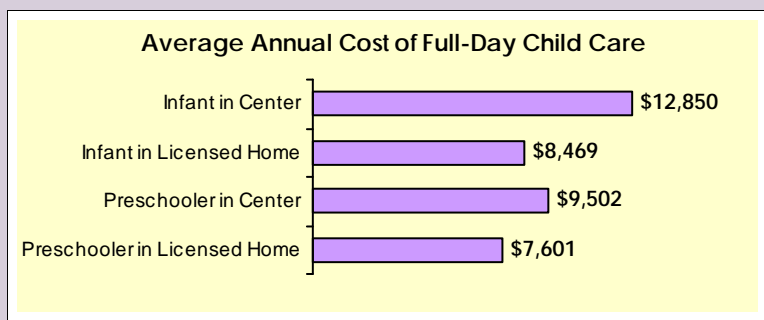 Average Annual Cost of Full-Day Child Care
Infant in Center $12,850
Infant in Licensed Home $8,469
Preschooler in Center $9,502
Preschooler in Licensed Home $7,601